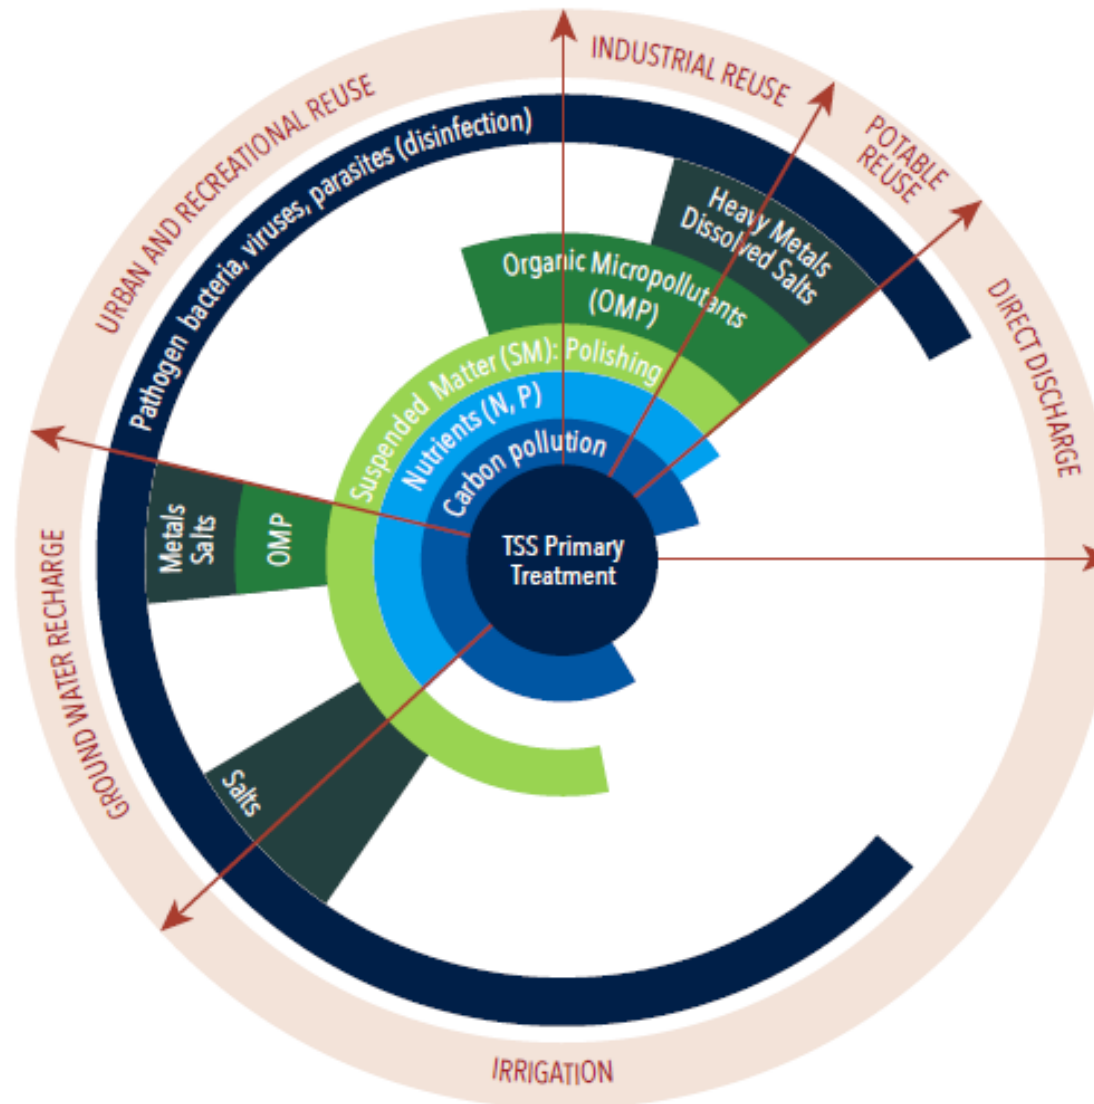 INDUSTRIAL REUSE
POTABLE
REUSE
DIRECT DISCHARGE
IRRIGATION
GROUND WATER RECHARGE
URBAN AND RECREATIONAL REUSE
Pathogen bacteria, viruses, parasites (disinfection)
Heavy Metals
Dissolved Salts
Organic Micropollutants
(OMP)
Suspended Matter (SM): Polishing
Nutrients (N, P)
Carbon pollution
TSS Primary
Treatment
Metals
Salts
OMP
Salts